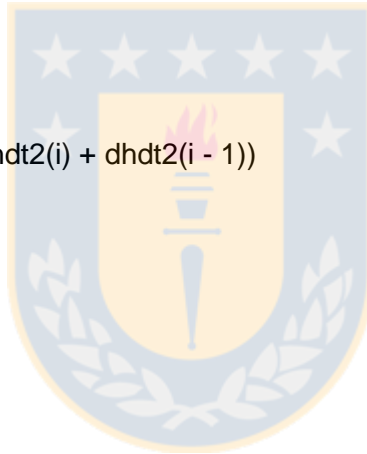 dt2(i) + dhdt2(i - 1))